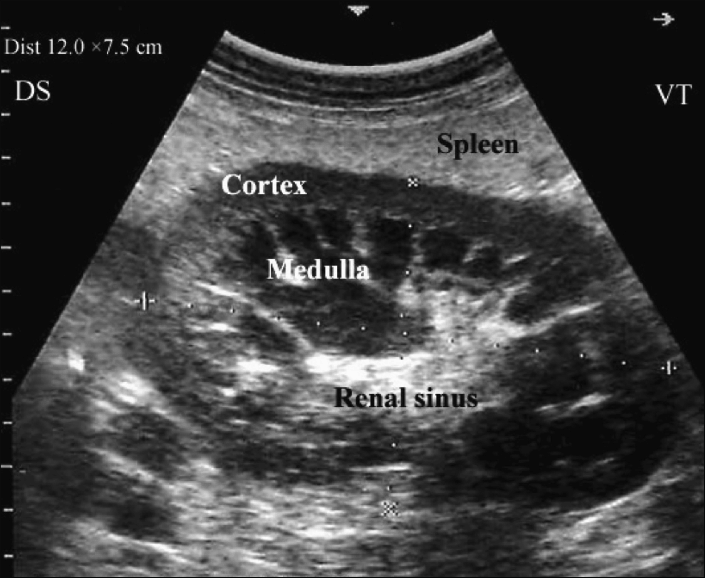 Dist 12.0 ×7.5 cm
DS
VT
Spleen
Cortex
Medulla
Renal sinus